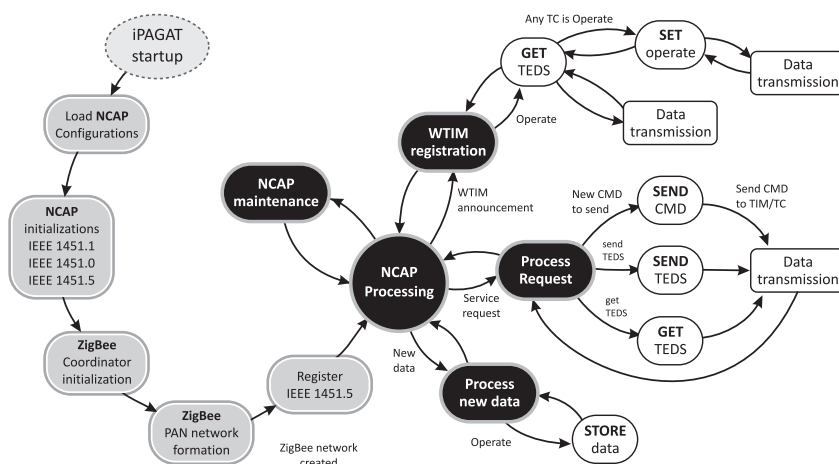 iPAGAT
startup
Load NCAP
Configurations
NCAP
initializations
IEEE 1451.1
IEEE 1451.0
IEEE 1451.5
ZigBee
Coordinator
initialization
ZigBee
PAN network
formation
Register
IEEE 1451.5
ZigBee network
created
NCAP
Processing
NCAP
maintenance
WTIM
announcement
WTIM
registration
Operate
GET
TEDS
Any TC is Operate
SET
operate
Data
transmission
Data
transmission
Service
request
Process
Request
New CMD
to send
SEND
CMD
Send CMD
to TIM/TC
send
TEDS
SEND
TEDS
get
TEDS
GET
TEDS
Data
transmission
New
data
Process
new data
Operate
STORE
data